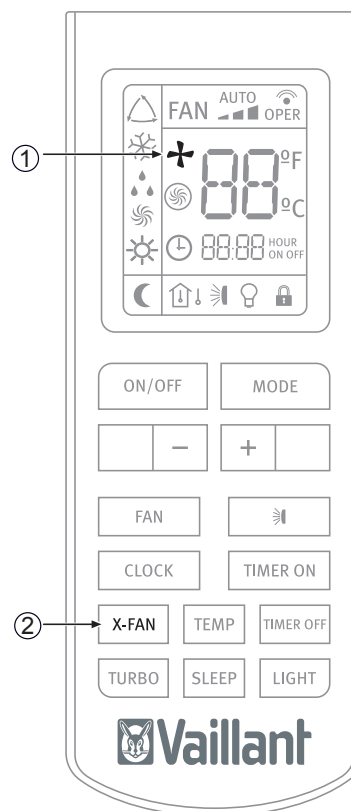 FAN AUTO OPER
1
88 ºF
ºC
88:88 HOUR
ON OFF
ON/OFF MODE
− +
FAN
CLOCK TIMER ON
2 X-FAN TEMP TIMER OFF
TURBO SLEEP LIGHT
Vaillant